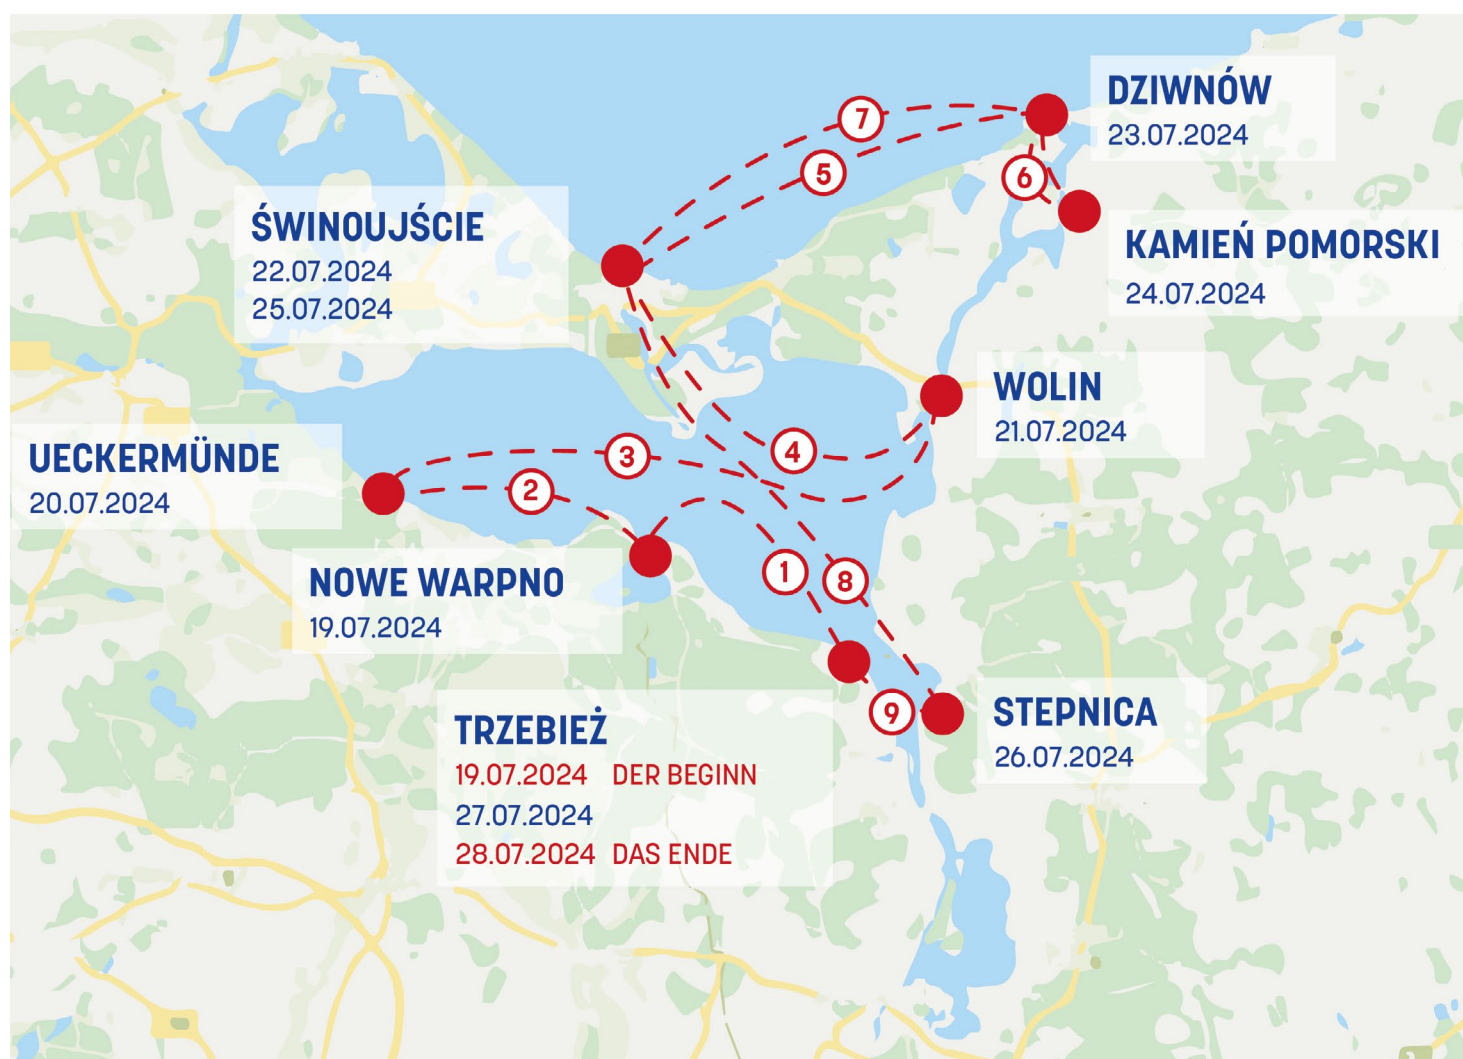 DZIWNÓW
23.07.2024
7
5
6
ŚWINOUJŚCIE
22.07.2024
25.07.2024
KAMIEŃ POMORSKI
24.07.2024
WOLIN
21.07.2024
UECKERMÜNDE
20.07.2024
3
4
2
NOWE WARPNO
19.07.2024
1
8
TRZEBIEŻ
19.07.2024 DER BEGINN
27.07.2024
28.07.2024 DAS ENDE
9
STEPNICA
26.07.2024